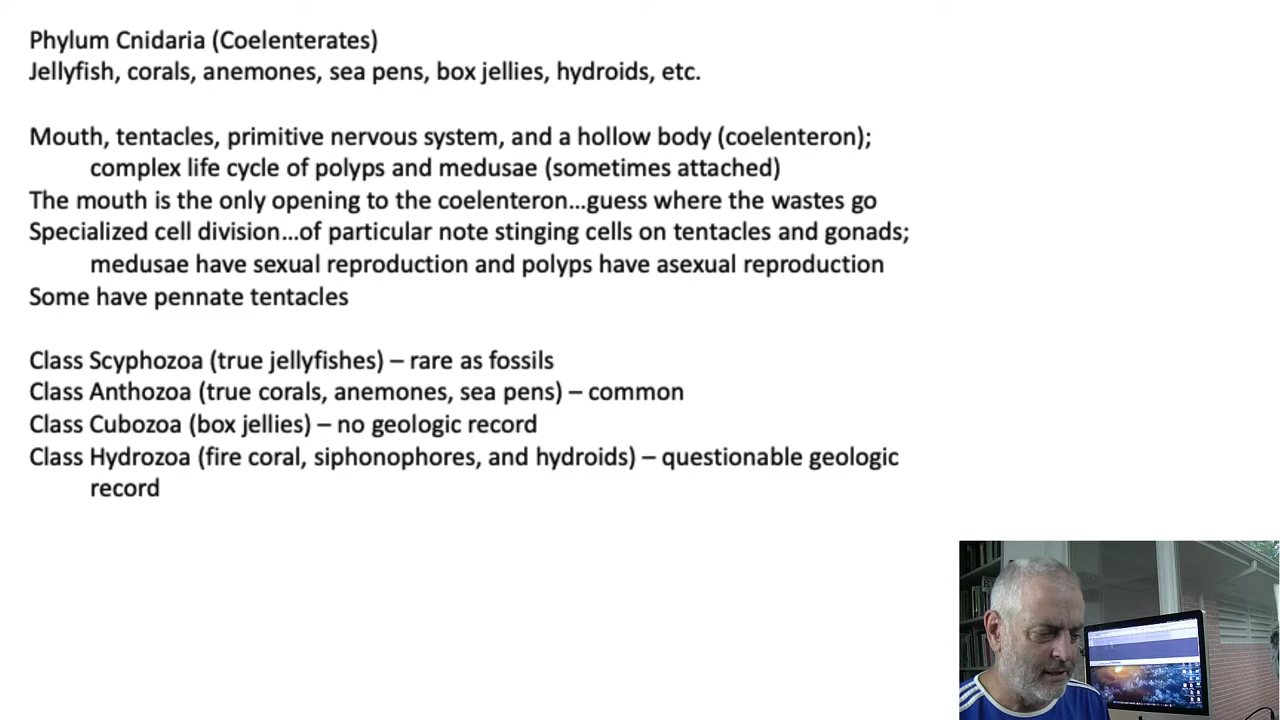 Phylum Cnidaria (Coelenterates)
Jellyfish, corals, anemones, sea pens, box jellies, hydroids, etc.
Mouth, tentacles, primitive nervous system, and a hollow body (coelenteron);
complex life cycle of polyps and medusae (sometimes attached)
The mouth is the only opening to the coelenteron…guess where the wastes go
Specialized cell division…of particular note stinging cells on tentacles and gonads;
medusae have sexual reproduction and polyps have asexual reproduction
Some have pennate tentacles
Class Scyphozoa (true jellyfishes) – rare as fossils
Class Anthozoa (true corals, anemones, sea pens) – common
Class Cubozoa (box jellies) – no geologic record
Class Hydrozoa (fire coral, siphonophores, and hydroids) – questionable geologic
record